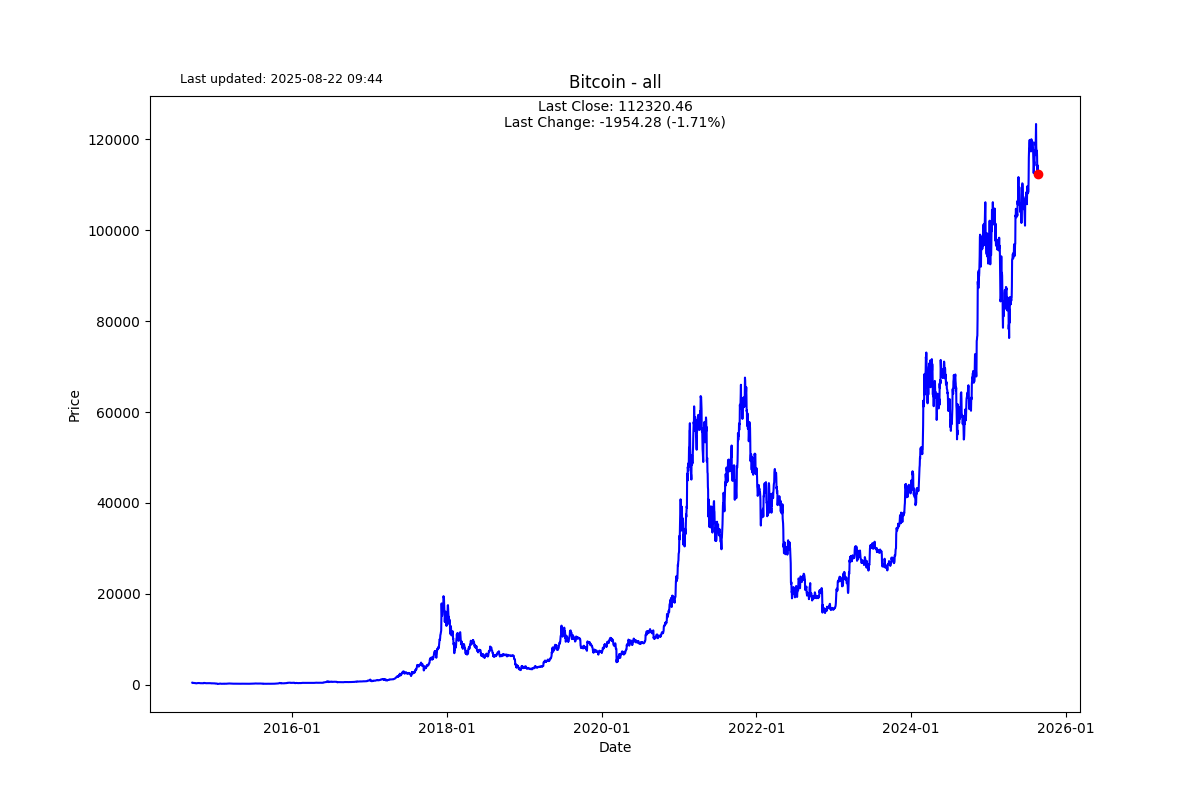 Last updated: 2025-08-22 09:44
Bitcoin - all
Last Close: 112320.46
Last Change: -1954.28 (-1.71%)
120000
100000
80000
60000
40000
20000
0
Price
2016-01
2018-01
2020-01
2022-01
2024-01
2026-01
Date